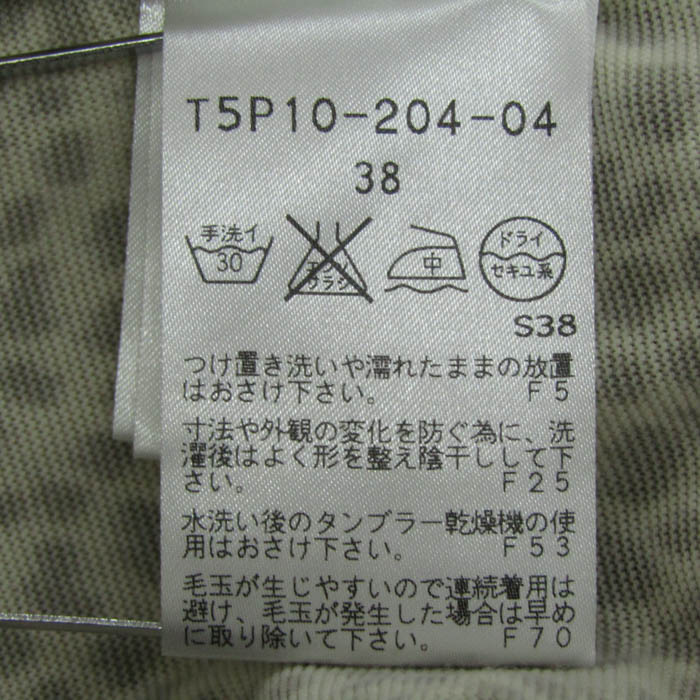 T5P10-204-04
38
手洗イ
30
エンソ
サラシ
中
ドライ
セキユ系
S38
つけ置き洗いや濡れたままの放置
はおさけ下さい。 F5
寸法や外観の変化を防ぐ為に、洗
濯後はよく形を整え陰干しして下
さい。 F25
水洗い後のタンブラー乾燥機の使
用はおさけ下さい。 F53
毛玉が生じやすいので連続着用は
避け、毛玉が発生した場合は早め
に取り除いて下さい。 F70